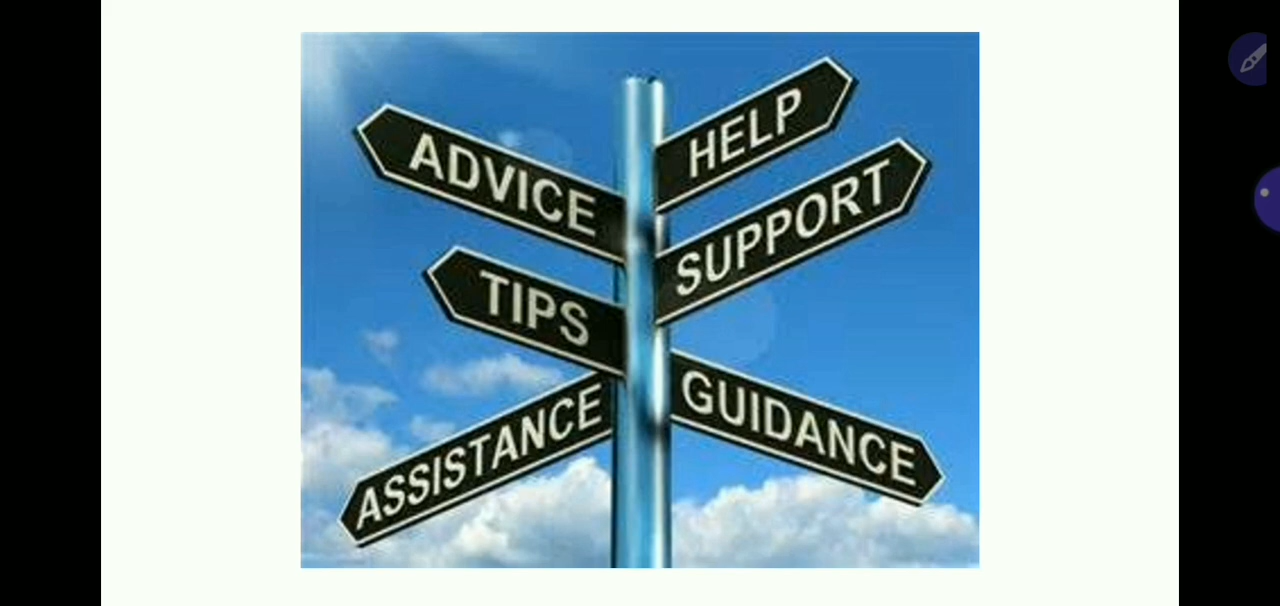 HELP
ADVICE
SUPPORT
TIPS
GUIDANCE
ASSISTANCE